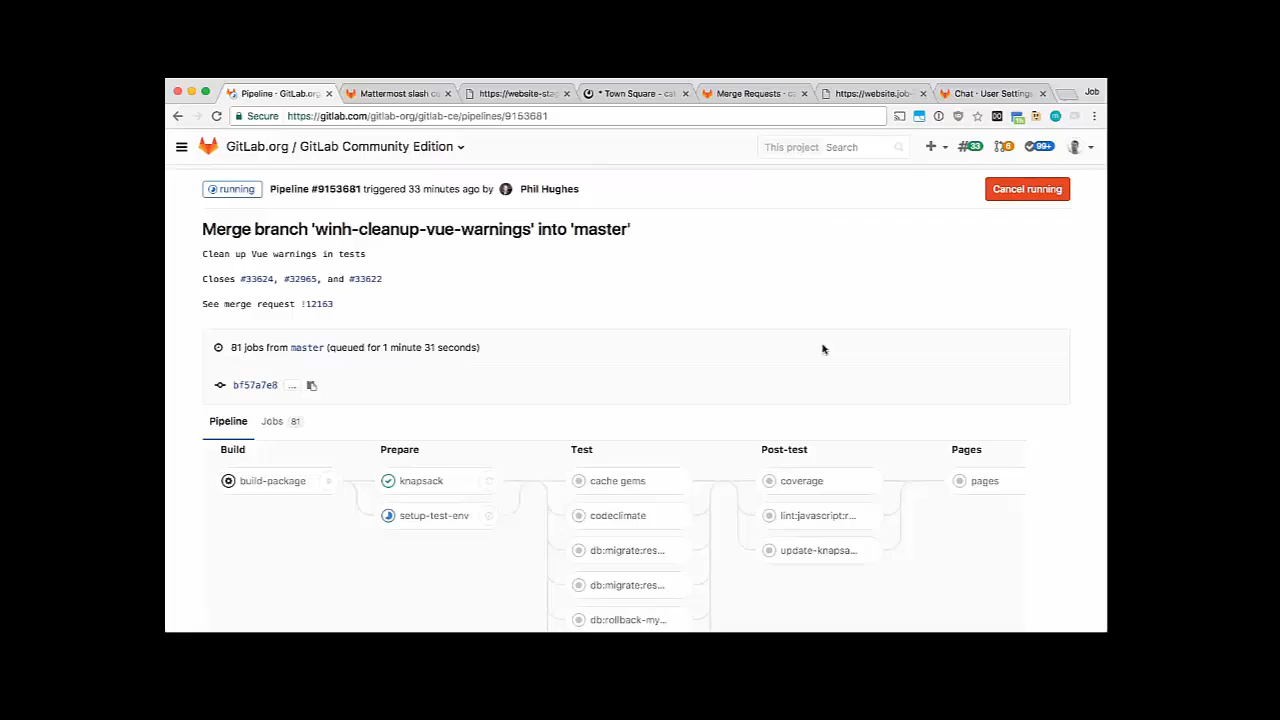 Pipeline · GitLab.org
Mattermost slash co
https://website-sta
* Town Square - cat
Merge Requests · ca
https://website.job
Chat · User Settings
Job
Secure https://gitlab.com/gitlab-org/gitlab-ce/pipelines/9153681
GitLab.org / GitLab Community Edition
This project Search
33
6
99+
running Pipeline #9153681 triggered 33 minutes ago by Phil Hughes
Cancel running
Merge branch 'winh-cleanup-vue-warnings' into 'master'
Clean up Vue warnings in tests
Closes #33624, #32965, and #33622
See merge request !12163
81 jobs from master (queued for 1 minute 31 seconds)
bf57a7e8 ...
Pipeline Jobs 81
Build Prepare Test Post-test Pages
build-package knapsack cache gems coverage pages
setup-test-env codeclimate lint:javascript:r...
db:migrate:res... update-knapsa...
db:migrate:res...
db:rollback-my...